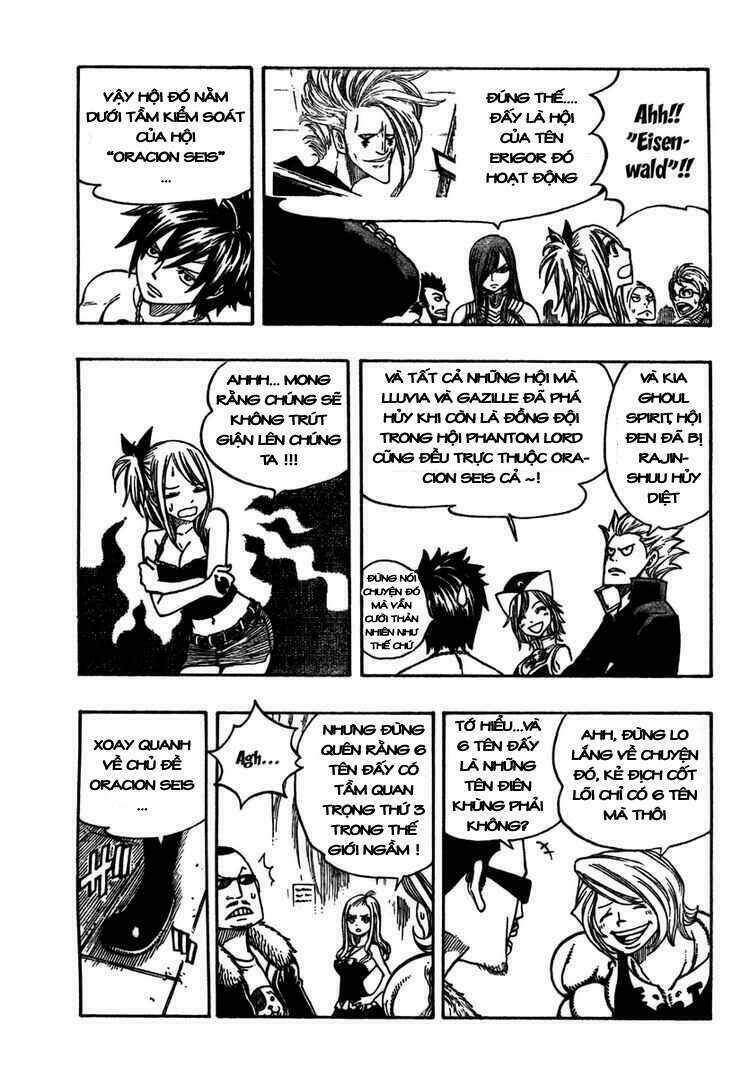 Ahh!!
"Eisen-
wald"!!
ĐÚNG THẾ....
ĐẤY LÀ HỘI
CỦA TÊN
ERIGOR ĐÓ
HOẠT ĐỘNG
VẬY HỘI ĐÓ NẰM
DƯỚI TẦM KIỂM SOÁT
CỦA HỘI
"ORACION SEIS"
...
VÀ KIA
GHOUL
SPIRIT, HỘI
ĐEN ĐÃ BỊ
RAJIN-
SHUU HỦY
DIỆT
VÀ TẤT CẢ NHỮNG HỘI MÀ
LLUVIA VÀ GAZILLE ĐÃ PHÁ
HỦY KHI CÒN LÀ ĐỒNG ĐỘI
TRONG HỘI PHANTOM LORD
CŨNG ĐỀU TRỰC THUỘC ORA-
CION SEIS CẢ ~!
ĐỪNG NÓI
CHUYỆN ĐÓ
MÀ VẪN
CƯỜI THẢN
NHIÊN NHƯ
THẾ CHỨ
AHHH... MONG
RẰNG CHÚNG SẼ
KHÔNG TRÚT
GIẬN LÊN CHÚNG
TA !!!
AHH, ĐỪNG LO
LẮNG VỀ CHUYỆN
ĐÓ, KẺ ĐỊCH CỐT
LÕI CHỈ CÓ 6 TÊN
MÀ THÔI
TỚ HIỂU...VÀ
6 TÊN ĐẤY
LÀ NHỮNG
TÊN ĐIÊN
KHÙNG PHẢI
KHÔNG?
NHƯNG ĐỪNG
QUÊN RẰNG 6
TÊN ĐẤY CÓ
TẦM QUAN
TRỌNG THỨ 3
TRONG THẾ
GIỚI NGẦM !
Agh...
XOAY QUANH
VỀ CHỦ ĐỀ
ORACION SEIS
...